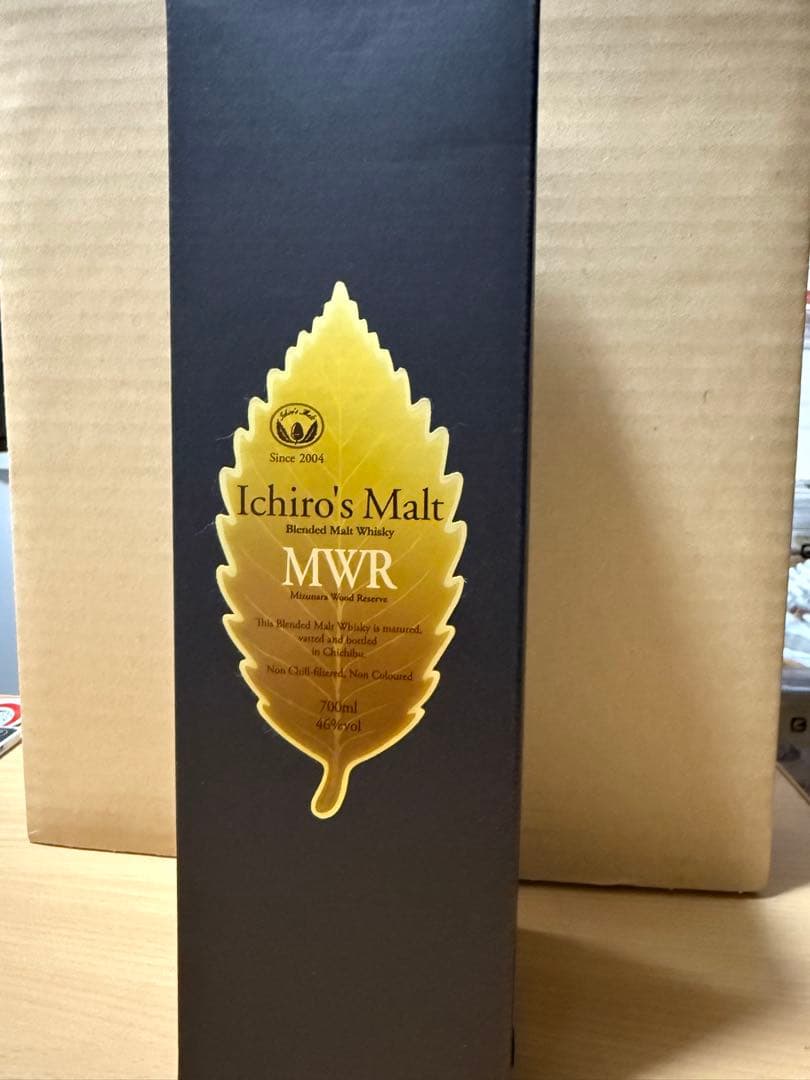 Ichiro's Malt
Since 2004
Ichiro's Malt
Blended Malt Whisky
MWR
Mizunara Wood Reserve
This Blended Malt Whisky is matured,
vatted and bottled
in Chichibu
Non Chill-filtered, Non Coloured
700ml
46%vol